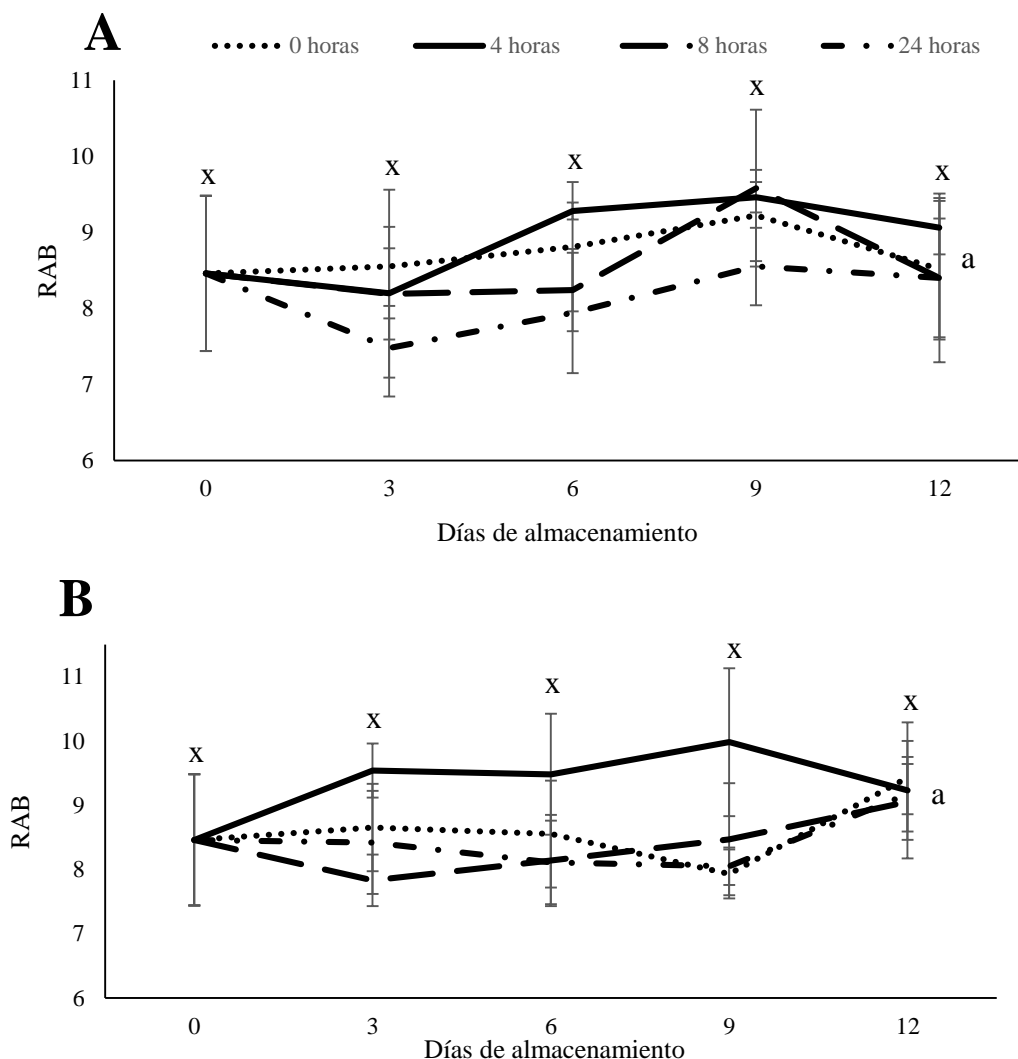 A
0 horas 4 horas 8 horas 24 horas
11
x
x
x
x
x
10
9
8
7
6
RAB
a
0 3 6 9 12
Días de almacenamiento
B
11
x
x
x
x
x
10
9
8
7
6
RAB
a
0 3 6 9 12
Días de almacenamiento